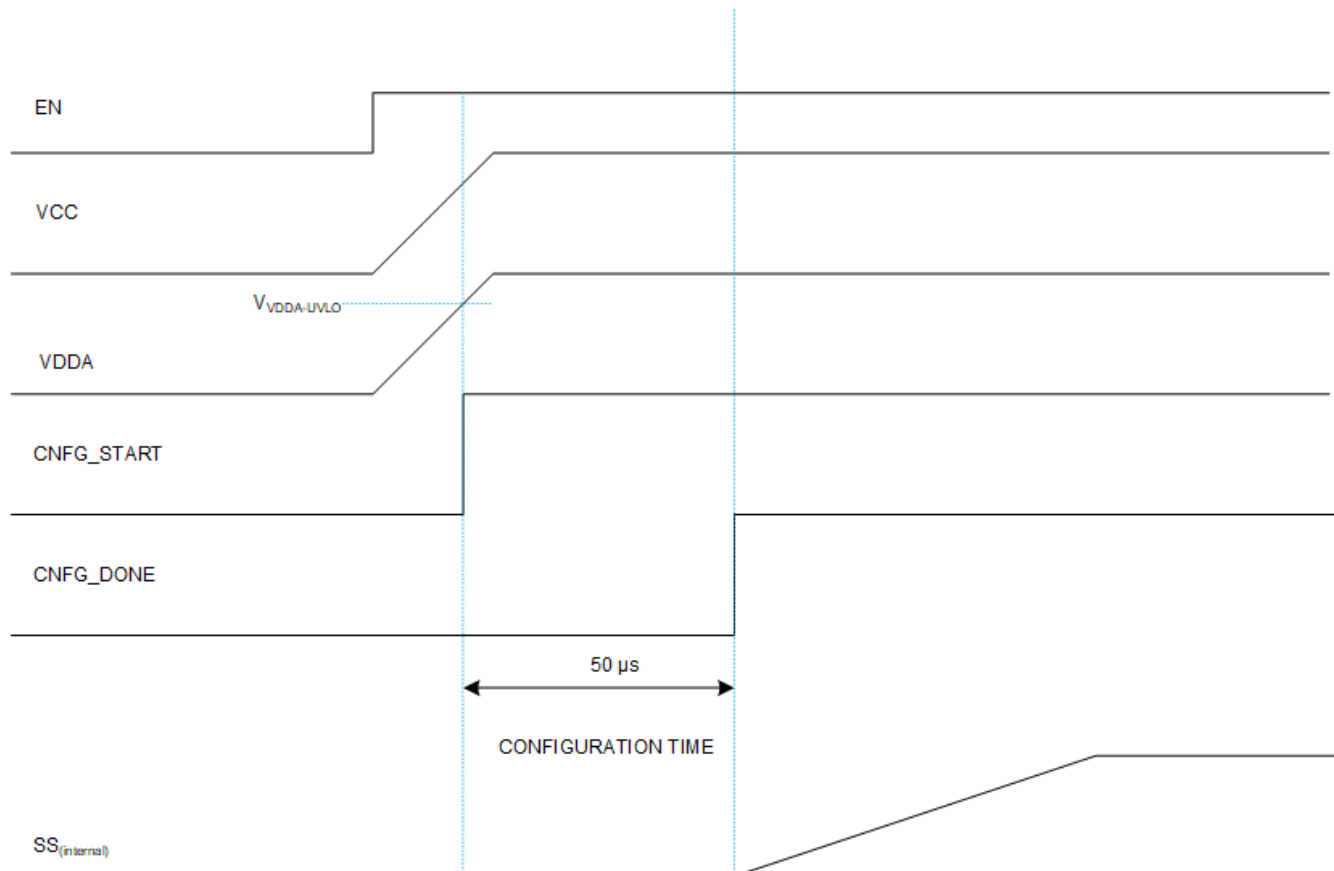 EN
VCC
VVDDA-UVLO
VDDA
CNFG_START
CNFG_DONE
50 µs
CONFIGURATION TIME
SS(internal)